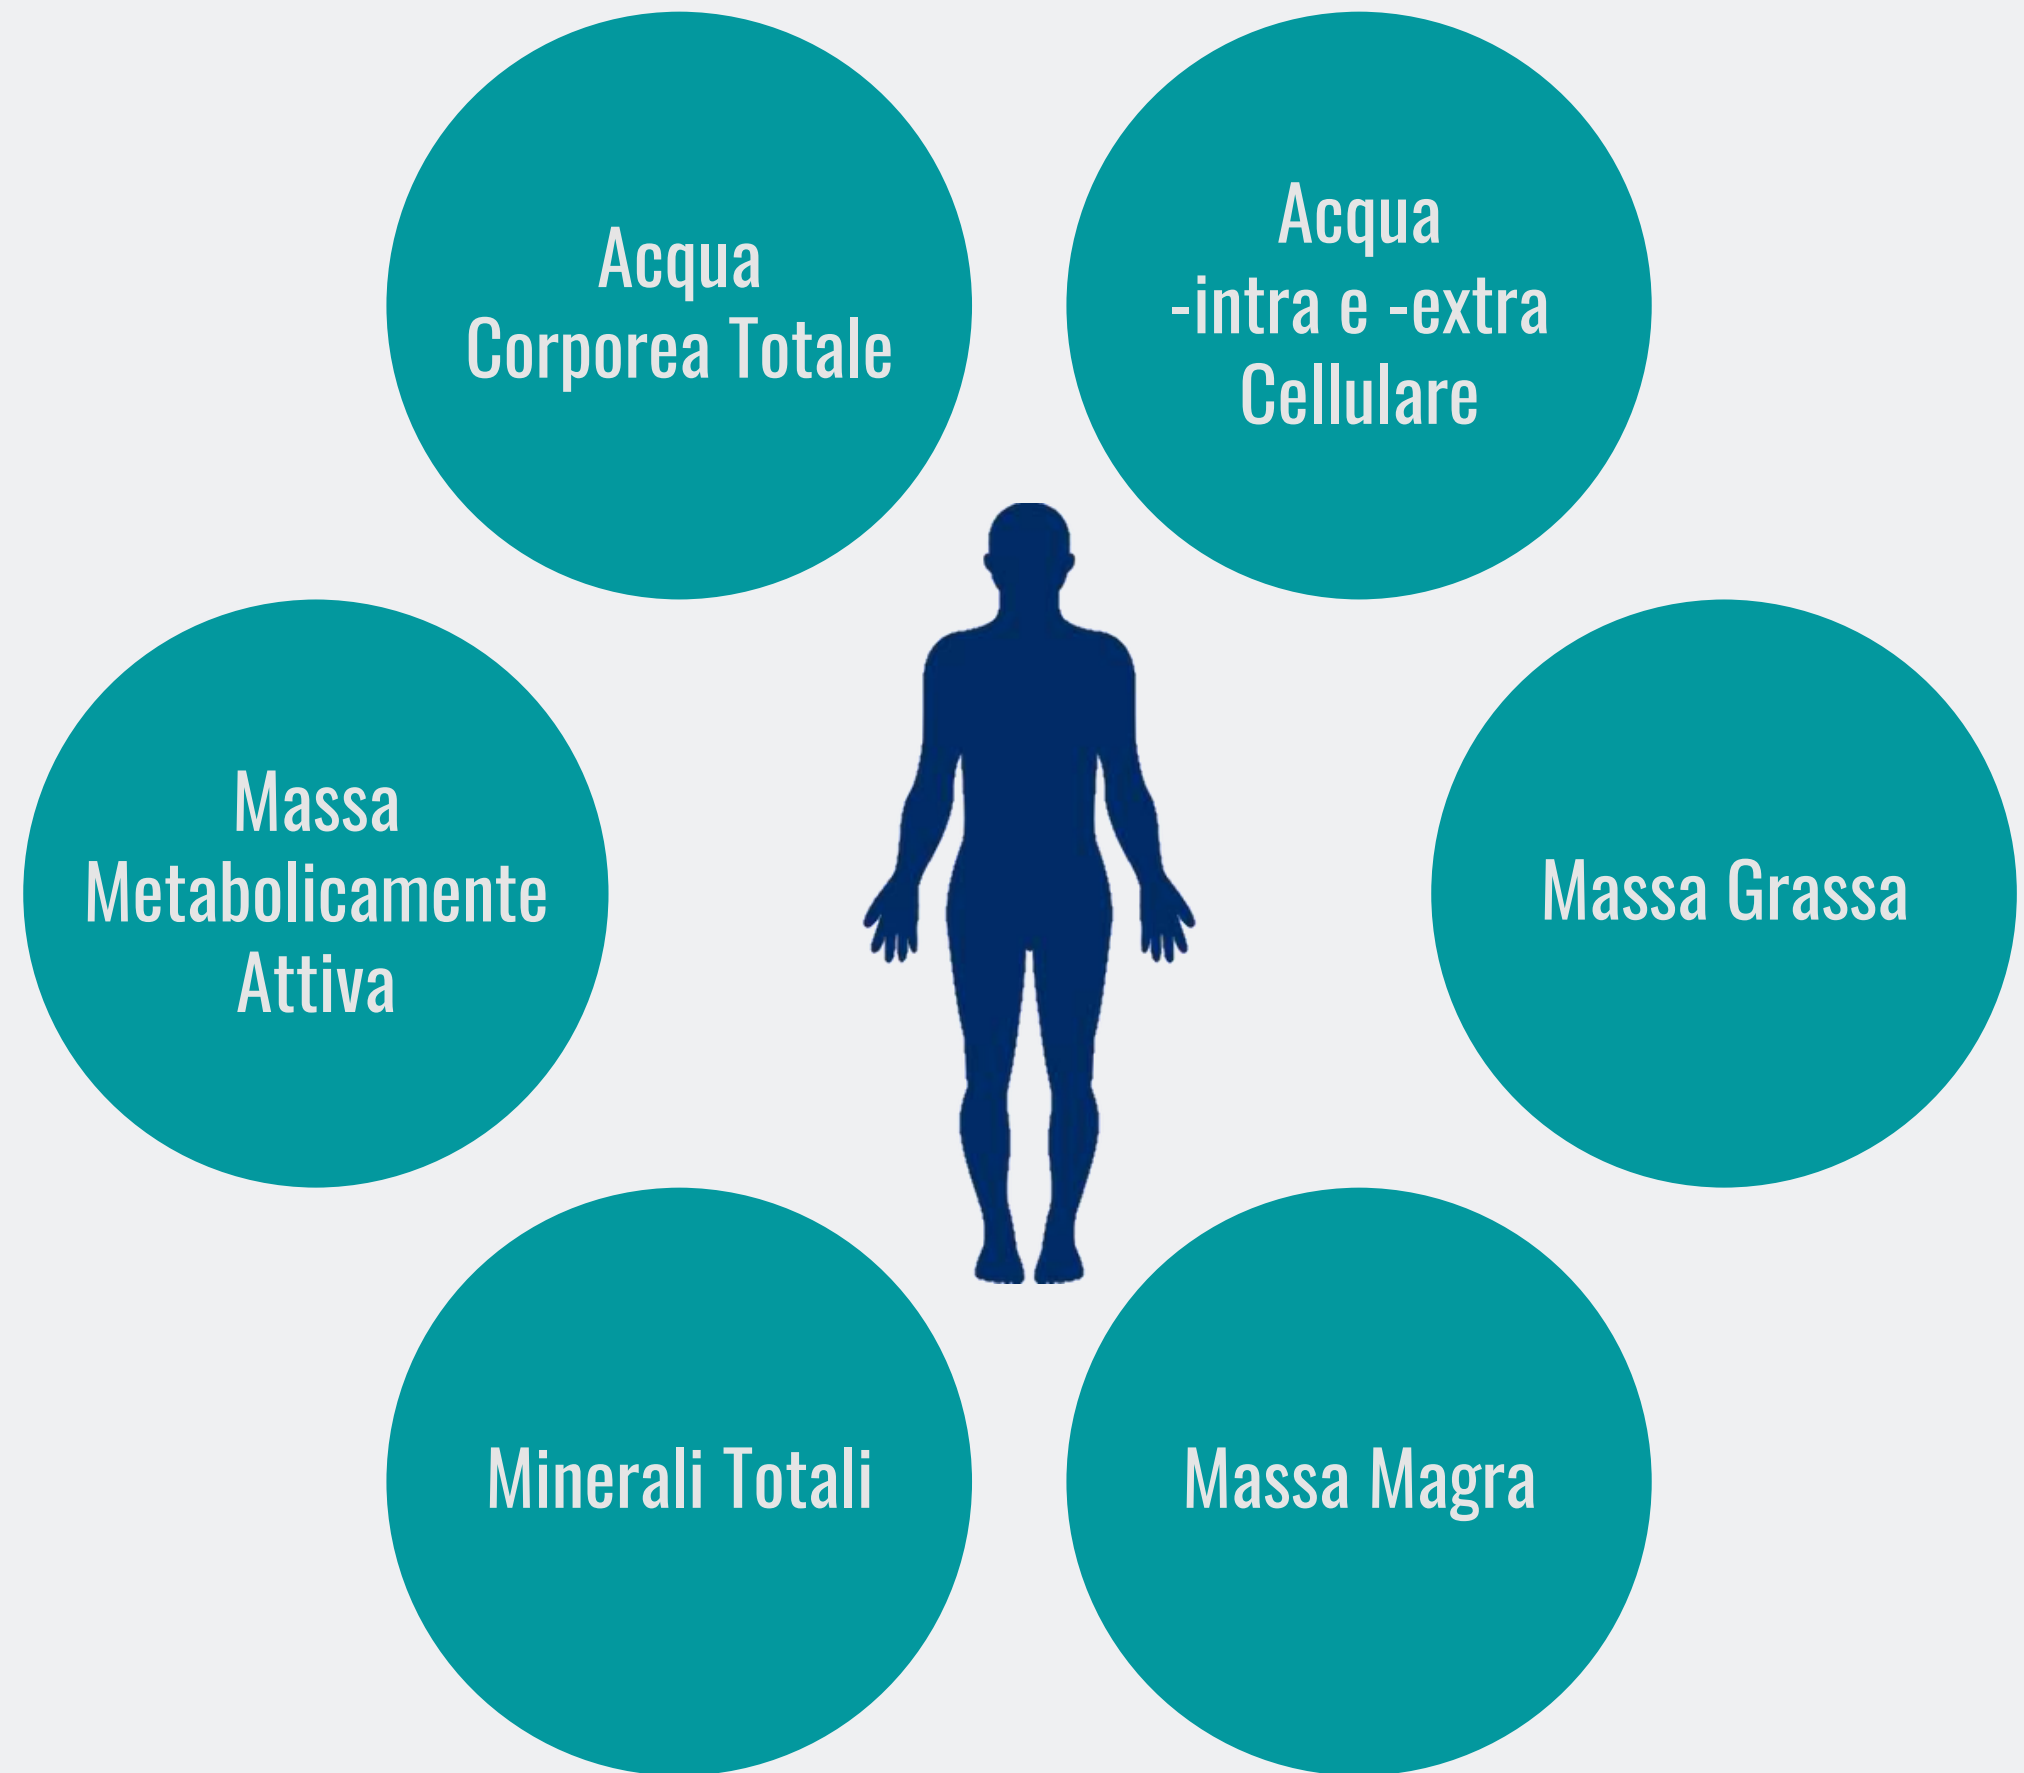 Acqua
Corporea Totale
Acqua
-intra e -extra
Cellulare
Massa
Metabolicamente
Attiva
Massa Grassa
Minerali Totali
Massa Magra